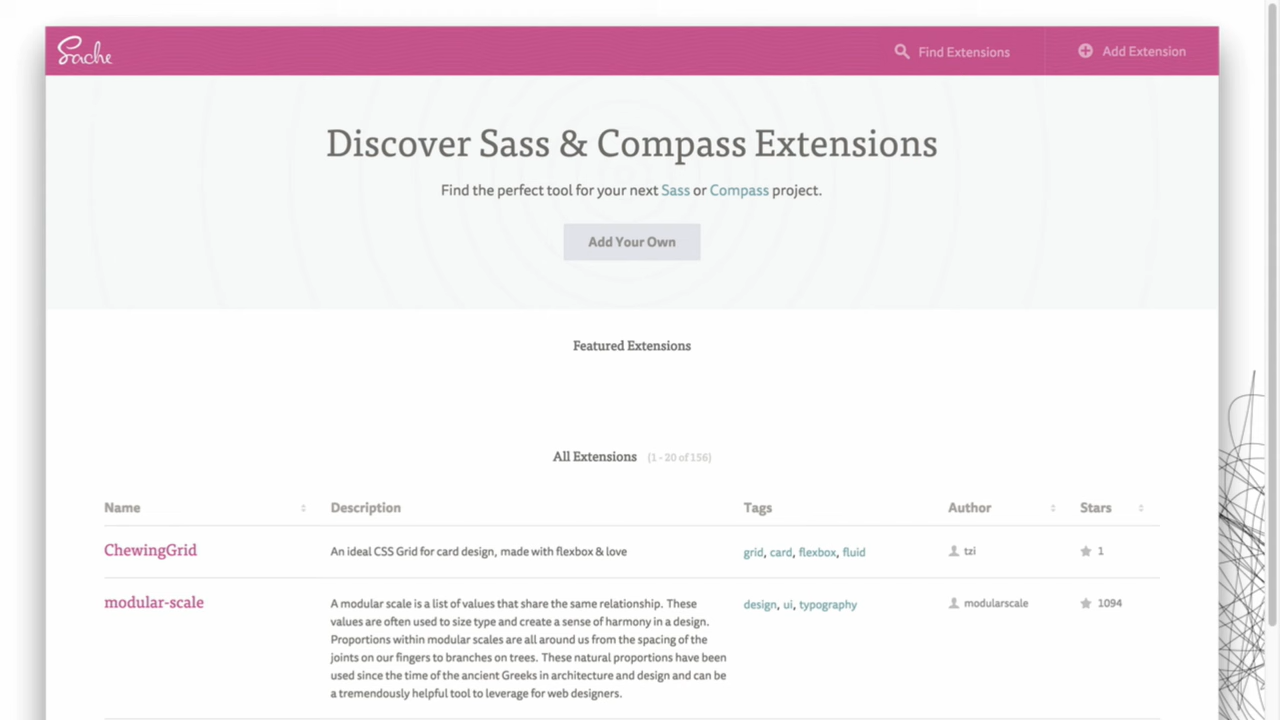 Sache
Find Extensions
Add Extension
Discover Sass & Compass Extensions
Find the perfect tool for your next Sass or Compass project.
Add Your Own
Featured Extensions
All Extensions (1 - 20 of 156)
Name Description Tags Author Stars
ChewingGrid An ideal CSS Grid for card design, made with flexbox & love grid, card, flexbox, fluid tzi 1
modular-scale A modular scale is a list of values that share the same relationship. These design, ui, typography modularscale 1094
values are often used to size type and create a sense of harmony in a design.
Proportions within modular scales are all around us from the spacing of the
joints on our fingers to branches on trees. These natural proportions have been
used since the time of the ancient Greeks in architecture and design and can be
a tremendously helpful tool to leverage for web designers.